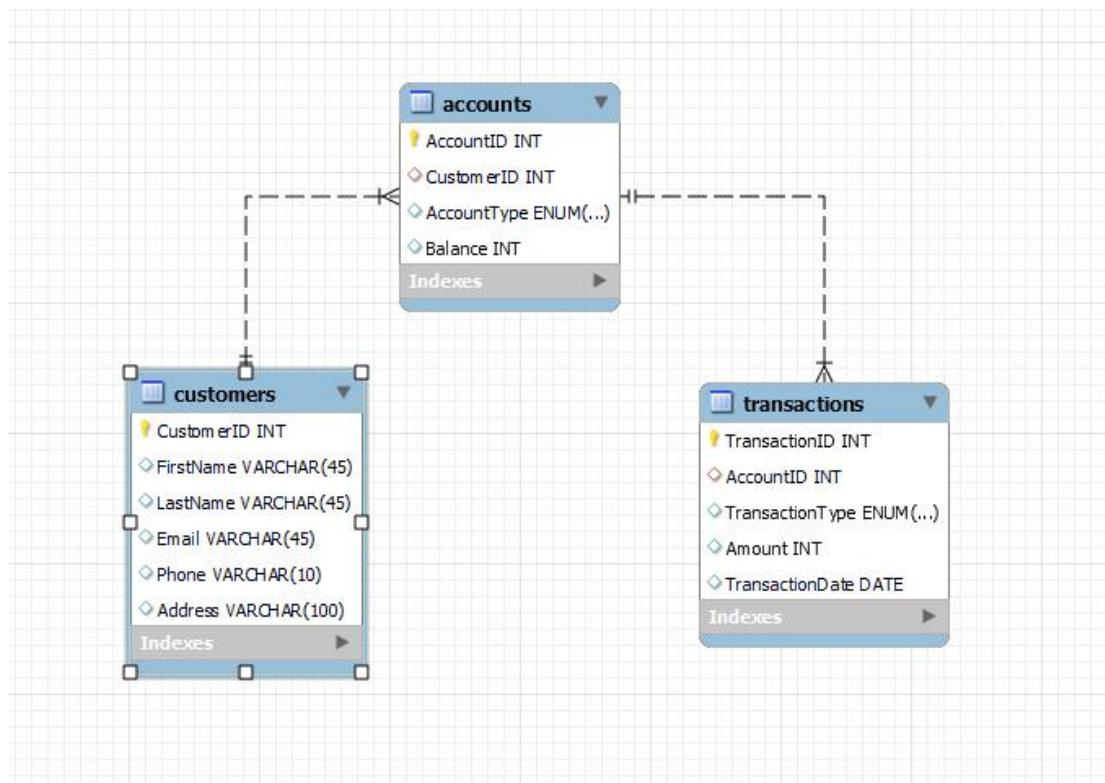 accounts
AccountID INT
CustomerID INT
AccountType ENUM(...)
Balance INT
Indexes
customers
CustomerID INT
FirstName VARCHAR(45)
LastName VARCHAR(45)
Email VARCHAR(45)
Phone VARCHAR(10)
Address VARCHAR(100)
Indexes
transactions
TransactionID INT
AccountID INT
TransactionType ENUM(...)
Amount INT
TransactionDate DATE
Indexes